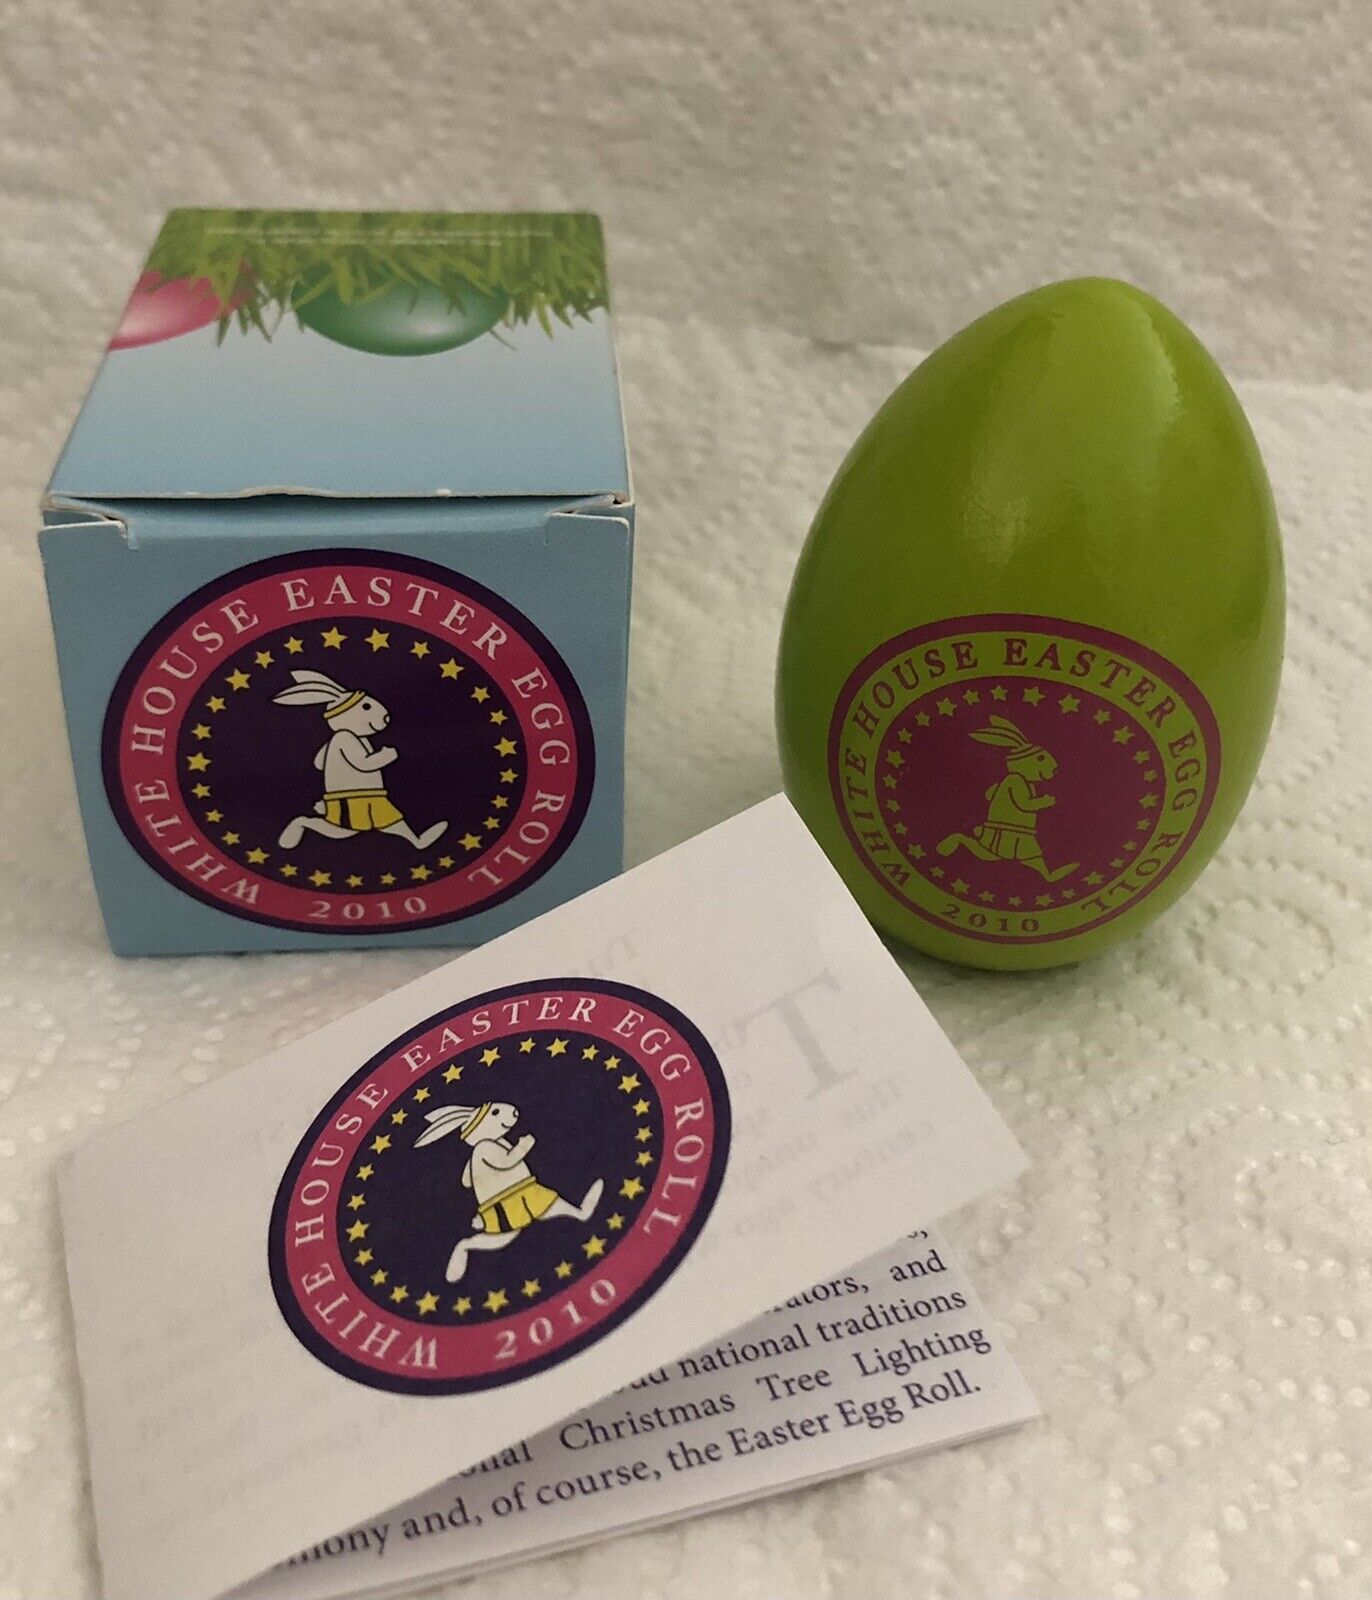 WHITE HOUSE EASTER EGG ROLL
2010
WHITE HOUSE EASTER EGG ROLL
2010
WHITE HOUSE EASTER EGG ROLL
2010
and
national traditions
Christmas Tree Lighting
and, of course, the Easter Egg Roll.